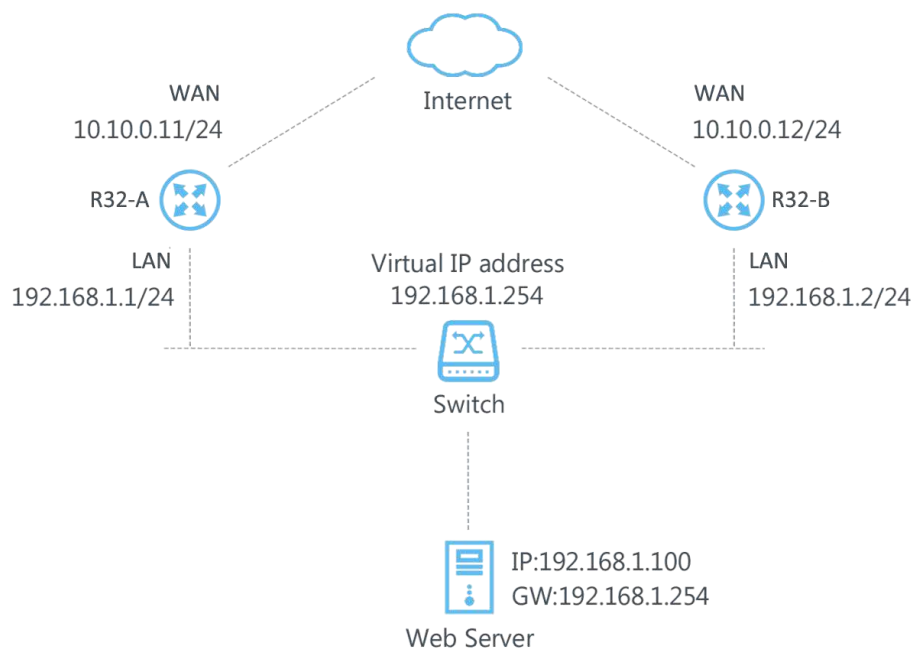 Internet
WAN
10.10.0.11/24
WAN
10.10.0.12/24
R32-A
R32-B
LAN
192.168.1.1/24
Virtual IP address
192.168.1.254
LAN
192.168.1.2/24
Switch
IP:192.168.1.100
GW:192.168.1.254
Web Server